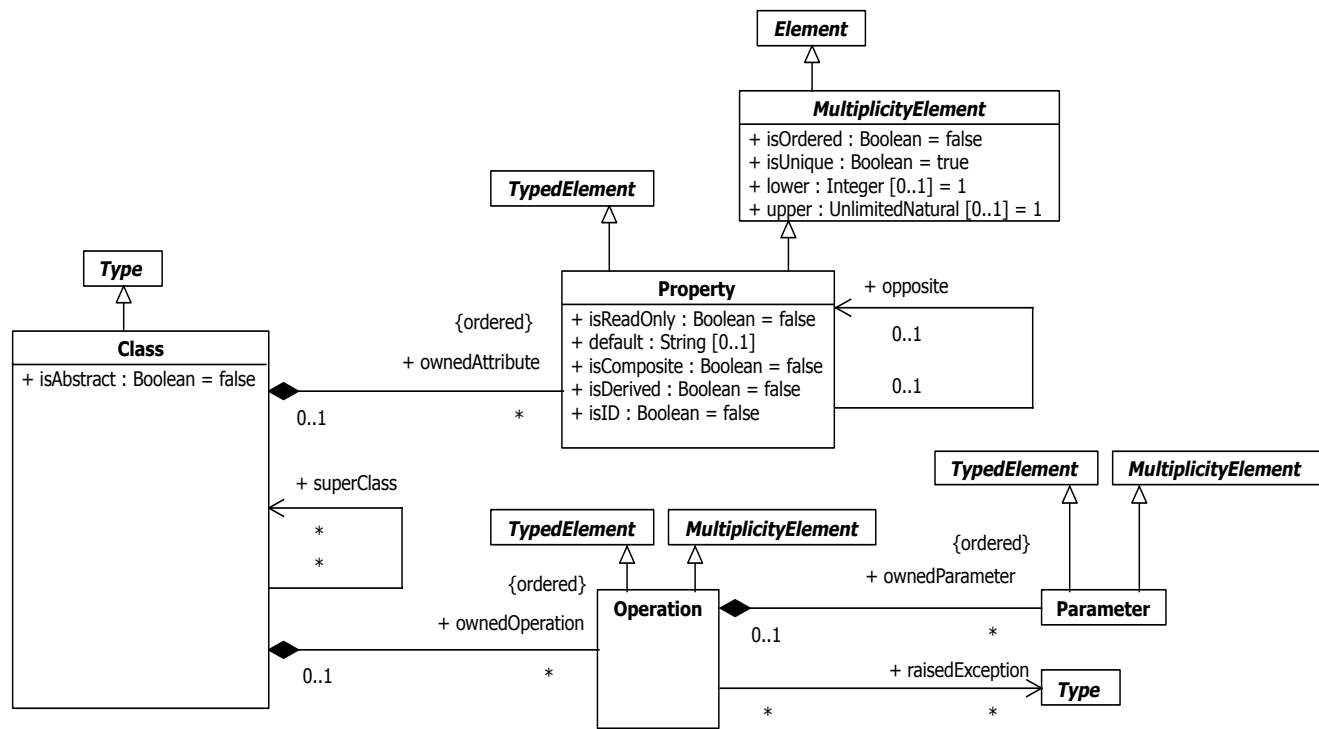 Element
MultiplicityElement
+ isOrdered : Boolean = false
+ isUnique : Boolean = true
+ lower : Integer [0..1] = 1
+ upper : UnlimitedNatural [0..1] = 1
TypedElement
Type
Property
+ isReadOnly : Boolean = false
+ default : String [0..1]
+ isComposite : Boolean = false
+ isDerived : Boolean = false
+ isID : Boolean = false
+ opposite
0..1
0..1
{ordered}
+ ownedAttribute
0..1
*
Class
+ isAbstract : Boolean = false
+ superClass
*
*
TypedElement
MultiplicityElement
TypedElement
MultiplicityElement
{ordered}
+ ownedOperation
0..1
*
Operation
{ordered}
+ ownedParameter
0..1
*
Parameter
+ raisedException
*
*
Type